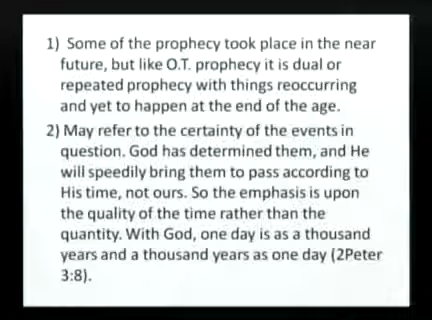 1) Some of the prophecy took place in the near
future, but like O.T. prophecy it is dual or
repeated prophecy with things reoccurring
and yet to happen at the end of the age.
2) May refer to the certainty of the events in
question. God has determined them, and He
will speedily bring them to pass according to
His time, not ours. So the emphasis is upon
the quality of the time rather than the
quantity. With God, one day is as a thousand
years and a thousand years as one day (2Peter
3:8).